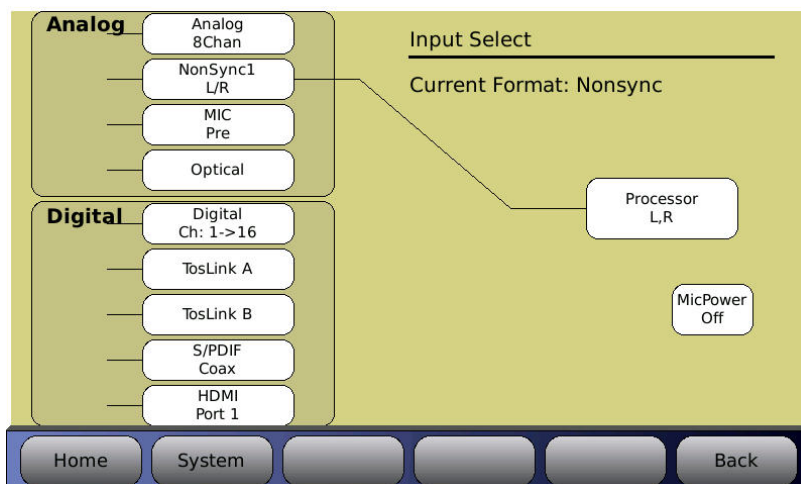 Analog
Analog
8Chan
NonSync1
L/R
MIC
Pre
Optical
Digital
Digital
Ch: 1->16
TosLink A
TosLink B
S/PDIF
Coax
HDMI
Port 1
Input Select
Current Format: Nonsync
Processor
L,R
MicPower
Off
Home
System
Back